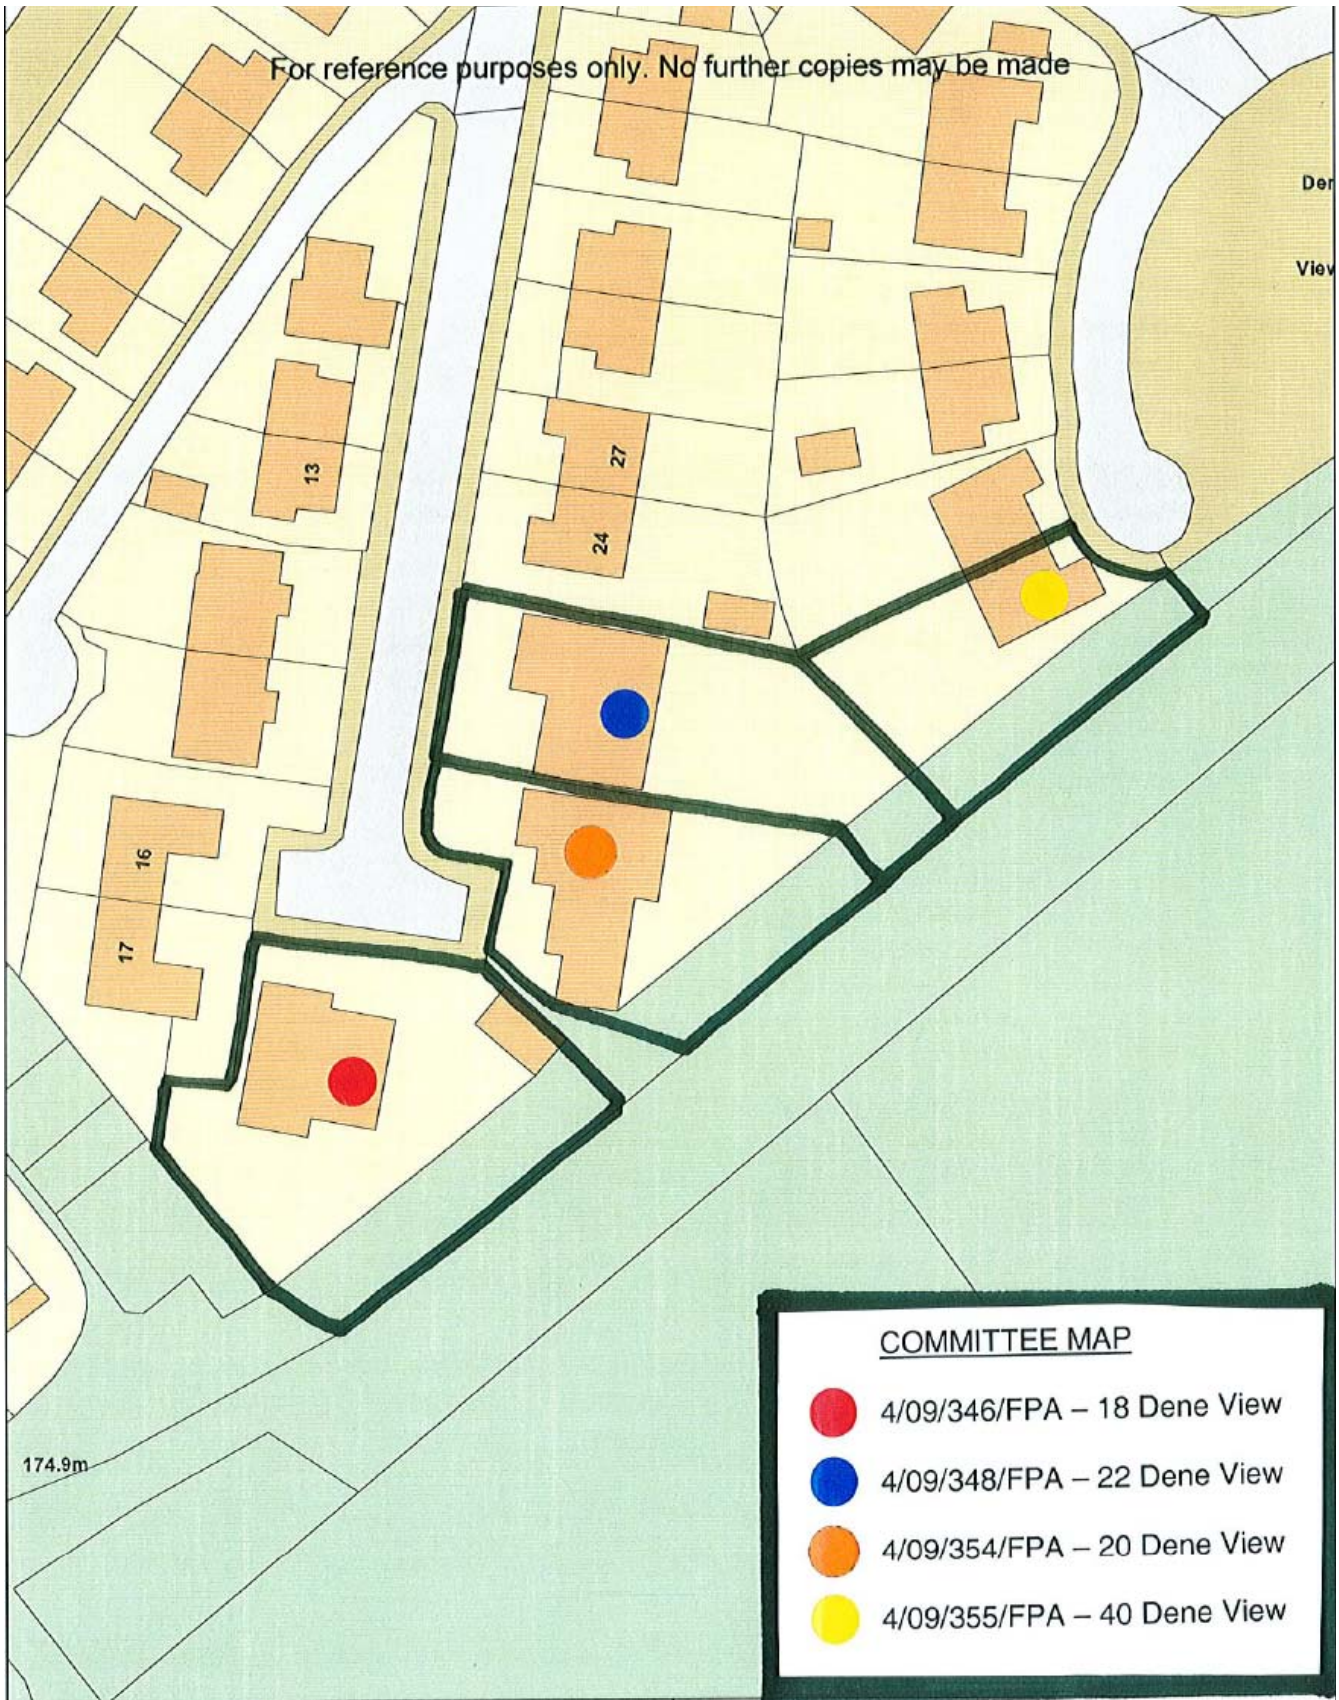 For reference purposes only. No further copies may be made
Der
View
13
27
24
16
17
174.9m
COMMITTEE MAP
4/09/346/FPA – 18 Dene View
4/09/348/FPA – 22 Dene View
4/09/354/FPA – 20 Dene View
4/09/355/FPA – 40 Dene View